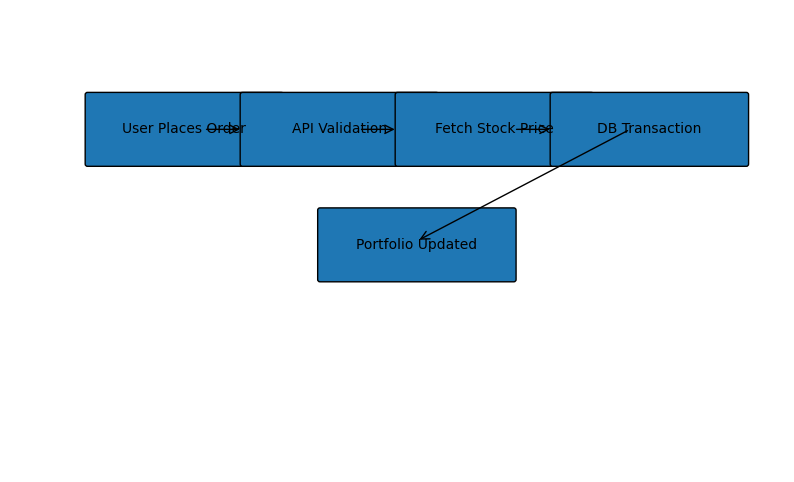 User Places Order
API Validation
Fetch Stock Price
DB Transaction
Portfolio Updated